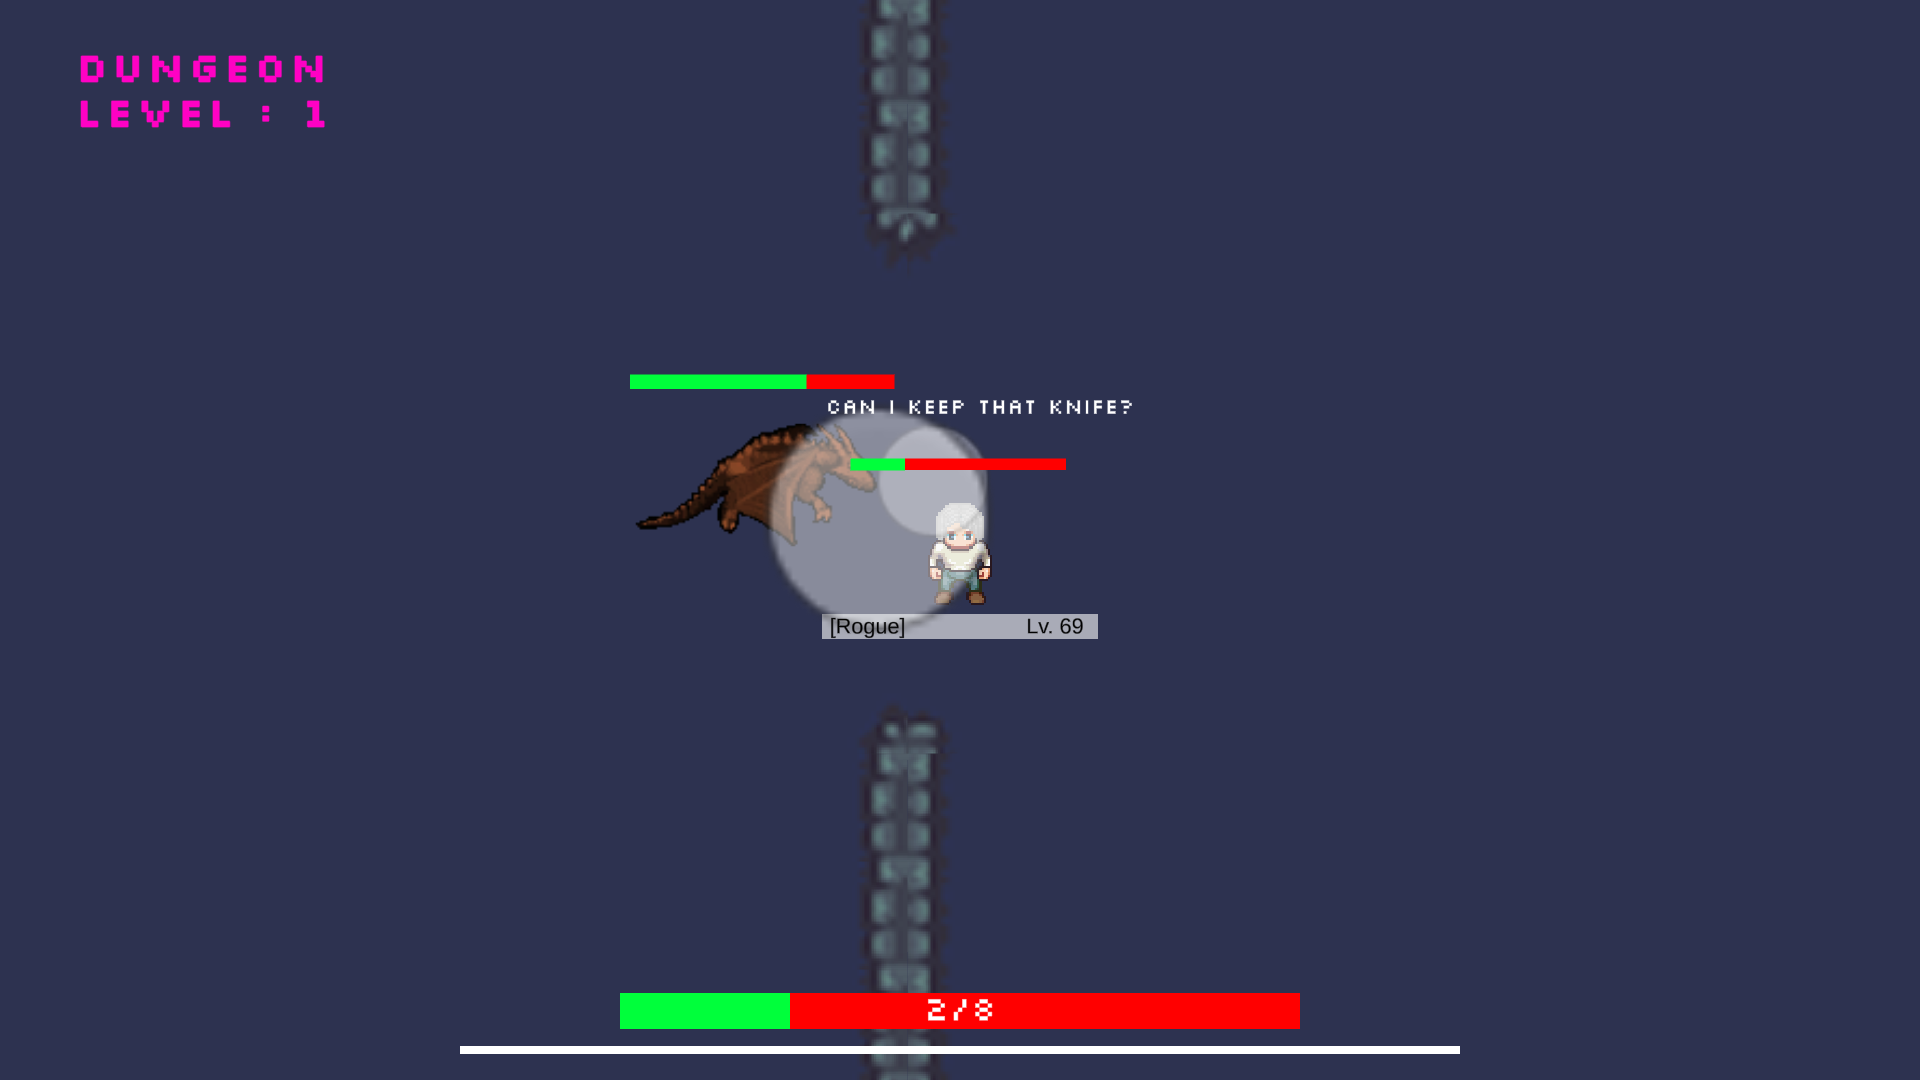 DUNGEON
LEVEL : 1
CAN I KEEP THAT KNIFE?
[Rogue] Lv. 69
2/8